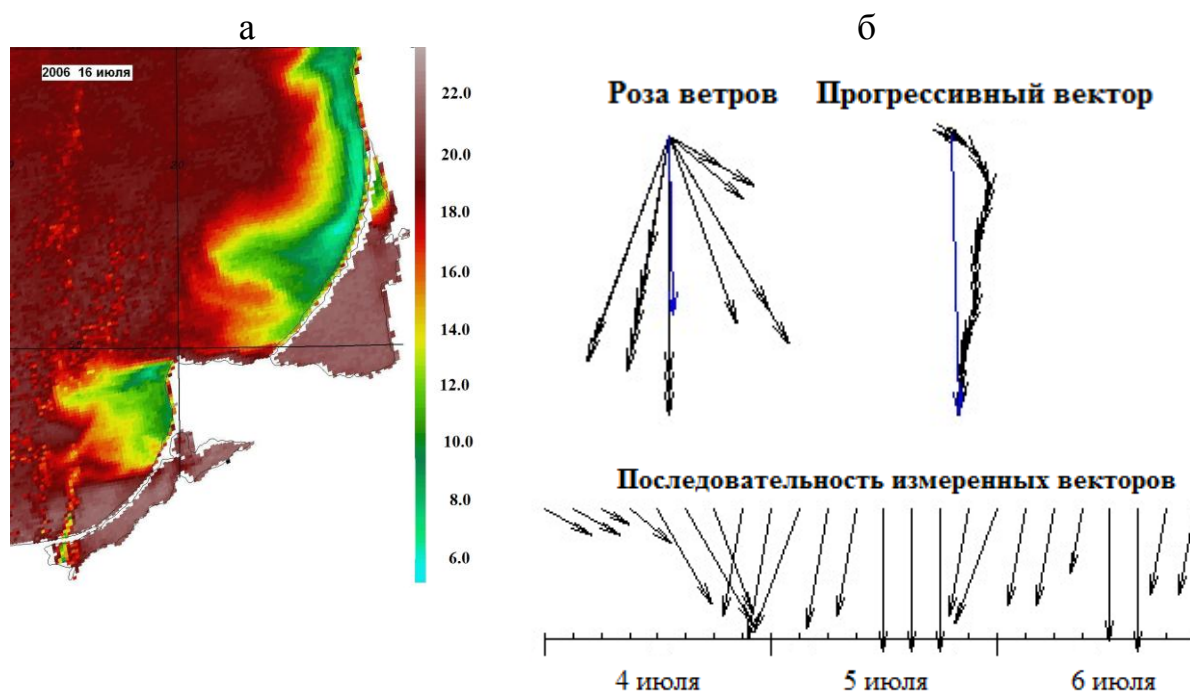 а
б
2006 16 июля
22.0
20.0
18.0
16.0
14.0
12.0
10.0
8.0
6.0
Роза ветров
Прогрессивный вектор
Последовательность измеренных векторов
4 июля
5 июля
6 июля